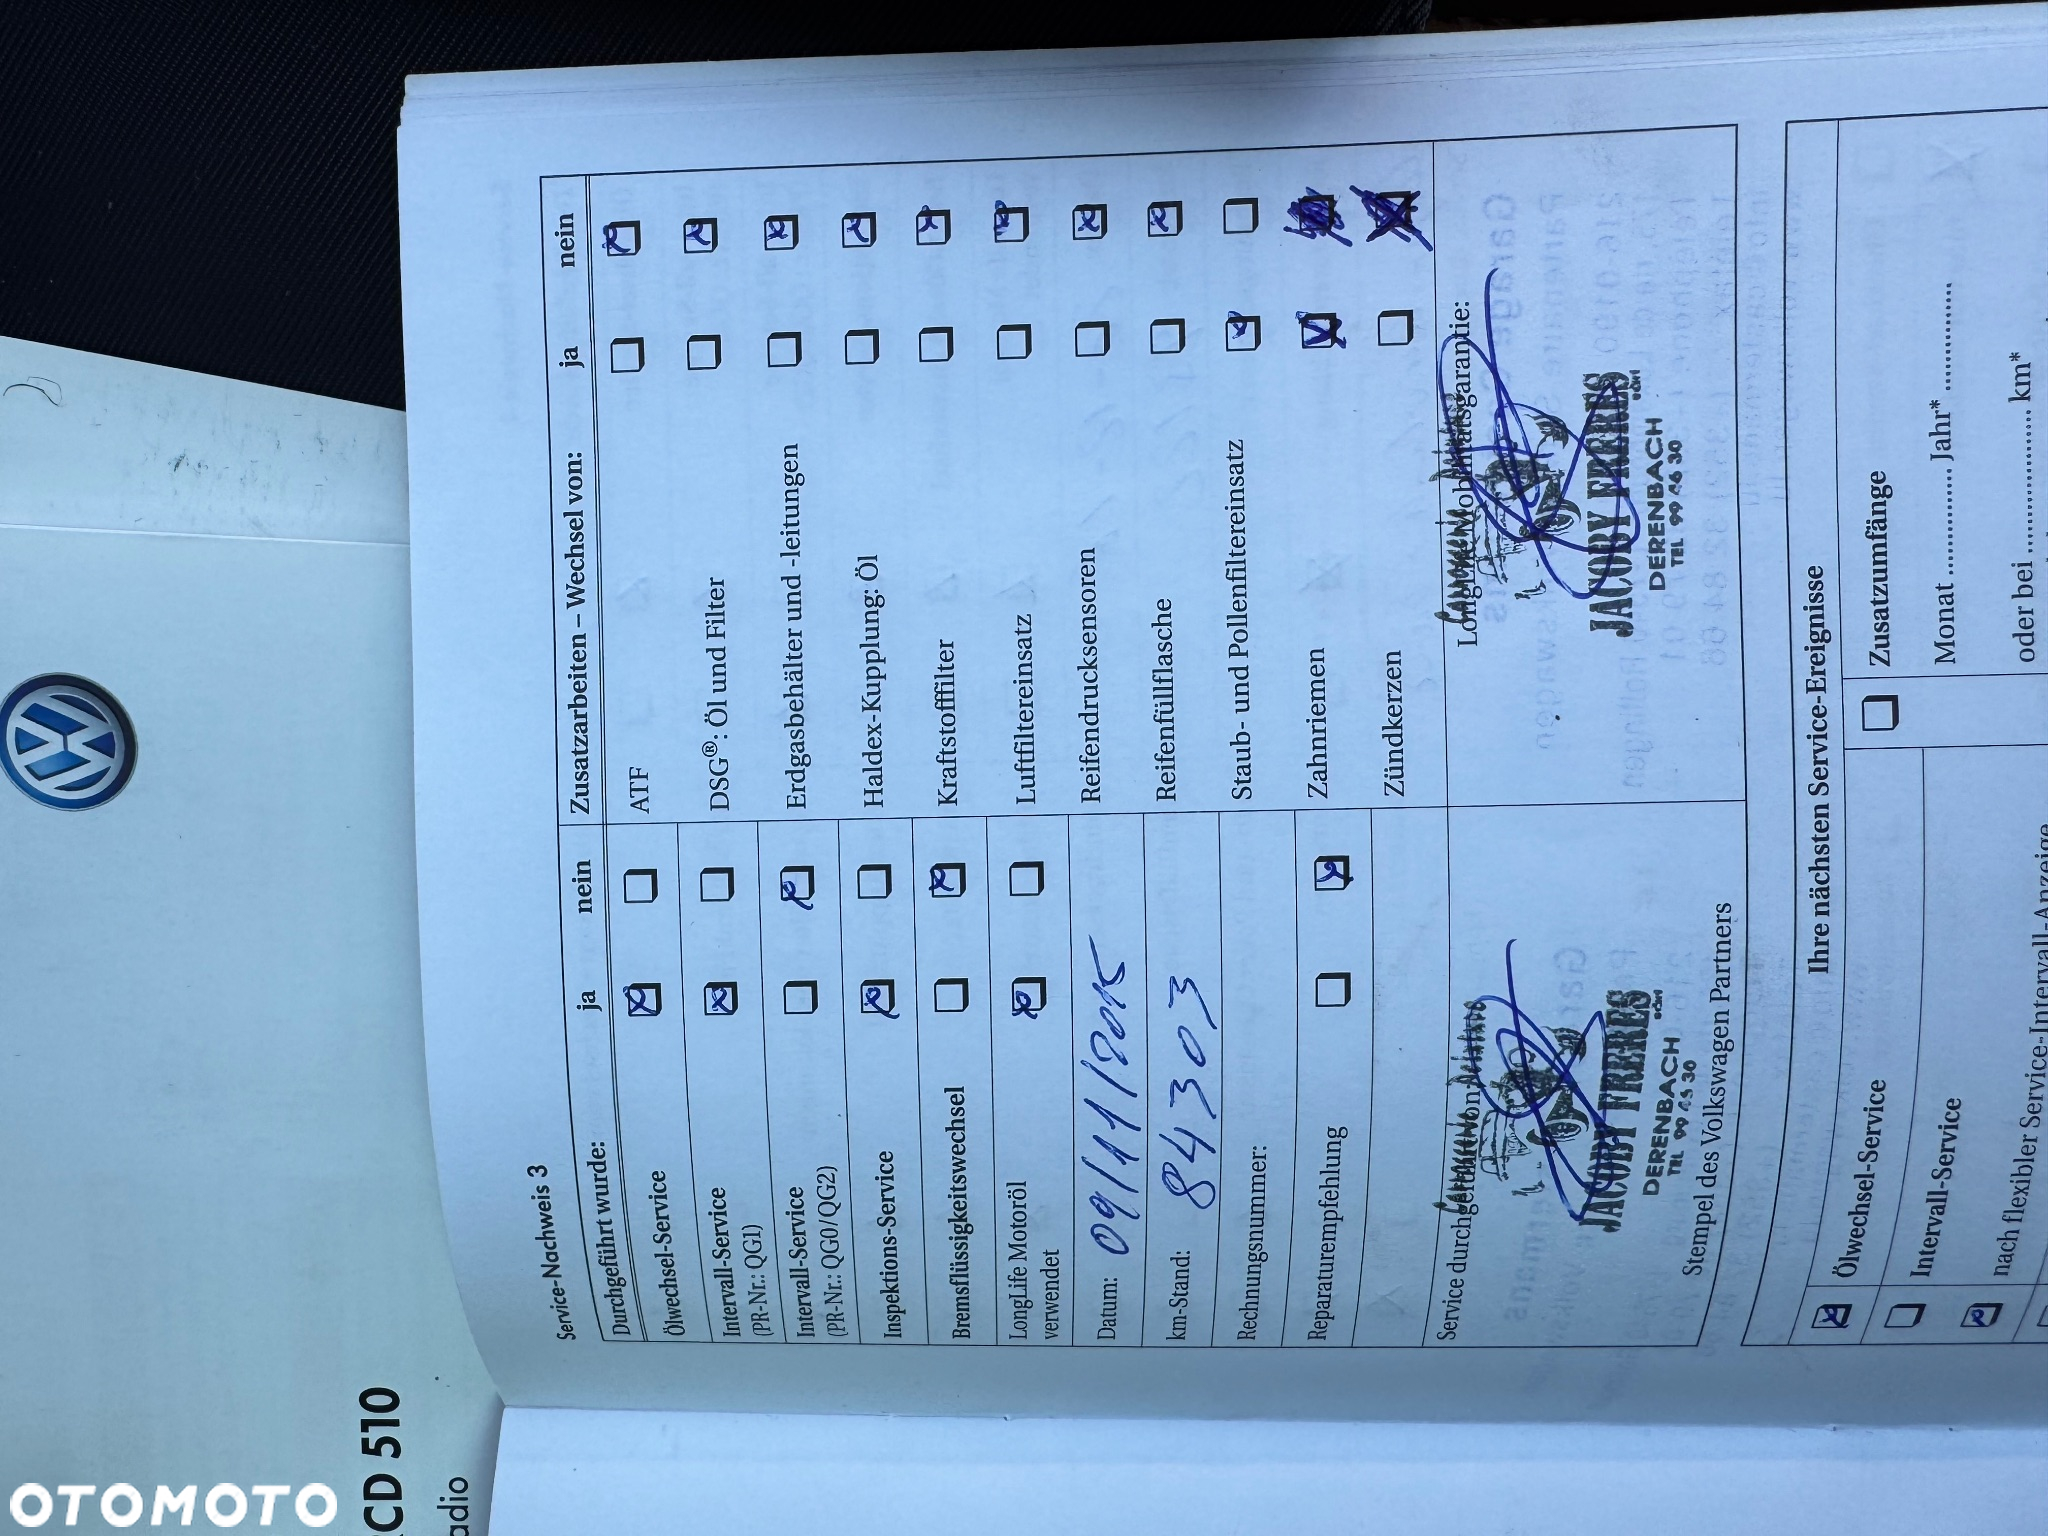 Service-Nachweis 3
Durchgeführt wurde: ja nein
Ölwechsel-Service
Intervall-Service
(PR-Nr.: QG1)
Intervall-Service
(PR-Nr.: QG0/QG2)
Inspektions-Service
Bremsflüssigkeitswechsel
LongLife Motoröl
verwendet
Datum: 09/11/2015
km-Stand: 84303
Rechnungsnummer:
Reparaturempfehlung
Zusatzarbeiten – Wechsel von: ja nein
ATF
DSG®: Öl und Filter
Erdgasbehälter und -leitungen
Haldex-Kupplung: Öl
Kraftstofffilter
Luftfiltereinsatz
Reifendrucksensoren
Reifenfüllflasche
Staub- und Pollenfiltereinsatz
Zahnriemen
Zündkerzen
Service durchgeführt von:
JACOBY FRERES
DERENBACH
TEL 99 46 30
Stempel des Volkswagen Partners
LongLife Mobilitätsgarantie:
JACOBY FRERES
DERENBACH
TEL 99 46 30
Ihre nächsten Service-Ereignisse
Ölwechsel-Service
Intervall-Service
nach flexibler Service-Intervall-Anzeige
Zusatzumfänge
Monat ............. Jahr* .............
oder bei ................... km*
RCD 510
adio
OTOMOTO